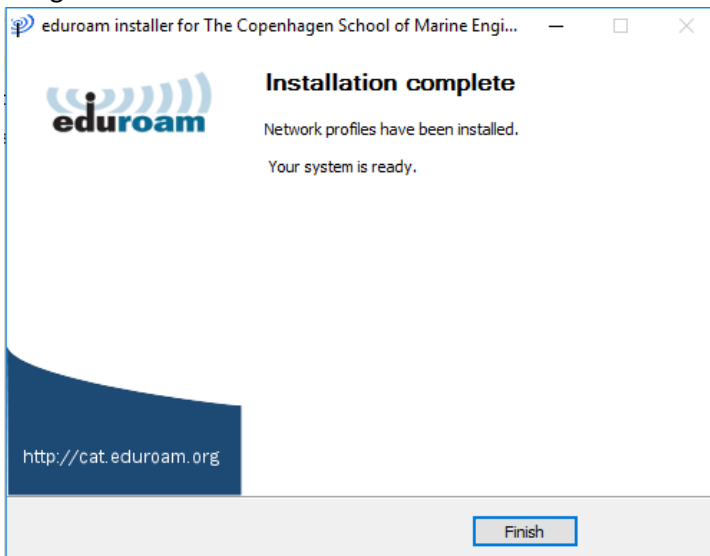 eduroam installer for The Copenhagen School of Marine Engi...
eduroam
Installation complete
Network profiles have been installed.
Your system is ready.
http://cat.eduroam.org
Finish